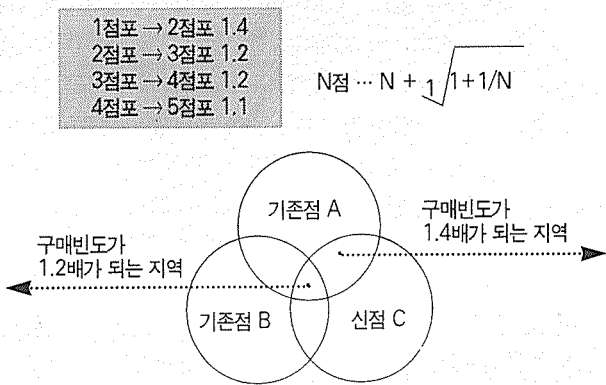 1점포 → 2점포 1.4
2점포 → 3점포 1.2
3점포 → 4점포 1.2
4점포 → 5점포 1.1
N점 ··· N + 1√1+1/N
기존점 A
구매빈도가
1.4배가 되는 지역
구매빈도가
1.2배가 되는 지역
기존점 B
신점 C